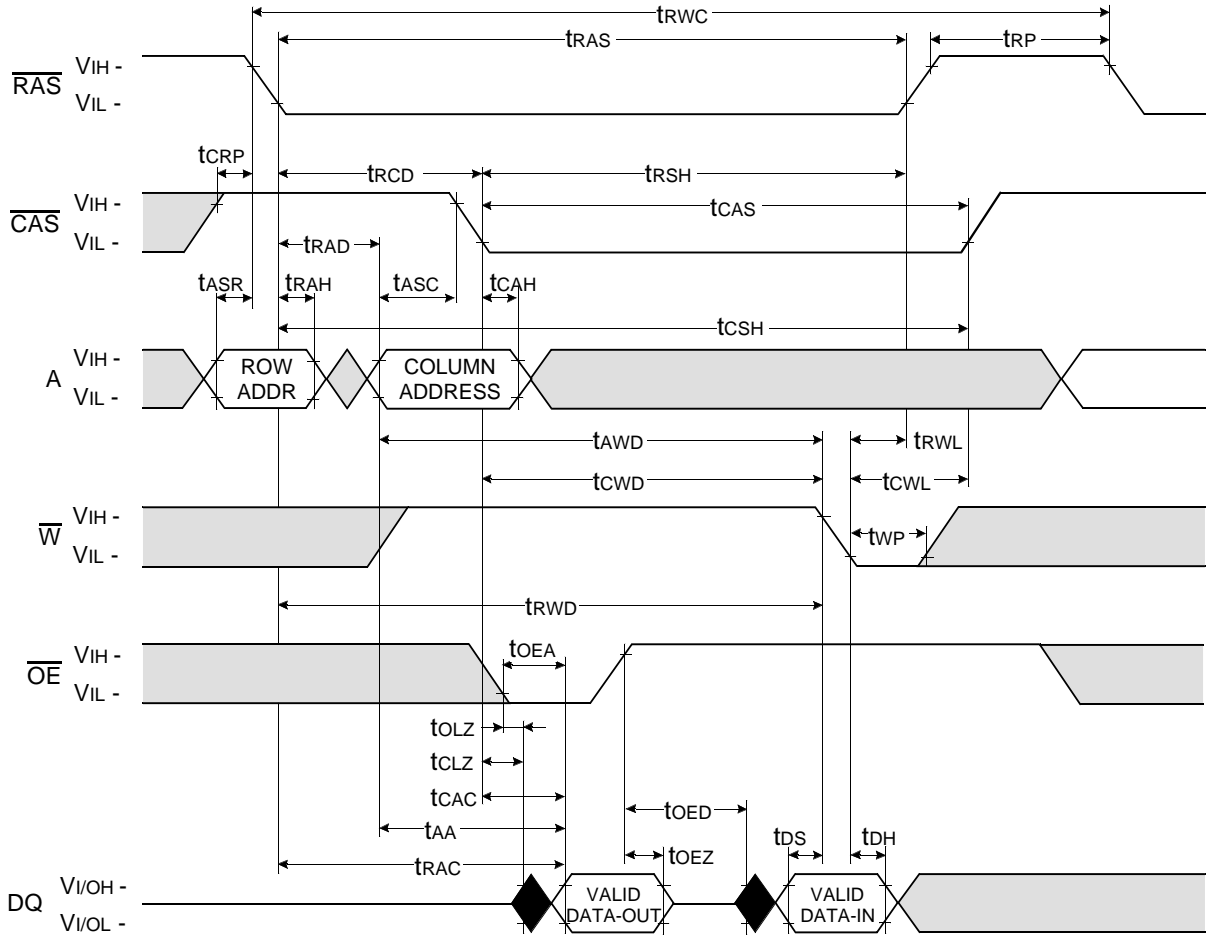 tRWC
tRAS
tRP
RAS
VIH -
VIL -
tCRP
tRCD
tRSH
CAS
VIH -
VIL -
tCAS
tRAD
tASR
tRAH
tASC
tCAH
tCSH
A
VIH -
VIL -
ROW
ADDR
COLUMN
ADDRESS
tAWD
tRWL
tCWD
tCWL
W
VIH -
VIL -
tWP
tRWD
OE
VIH -
VIL -
tOEA
tOLZ
tCLZ
tCAC
tOED
tAA
tDS
tDH
tOEZ
tRAC
DQ
VI/OH -
VI/OL -
VALID
DATA-OUT
VALID
DATA-IN